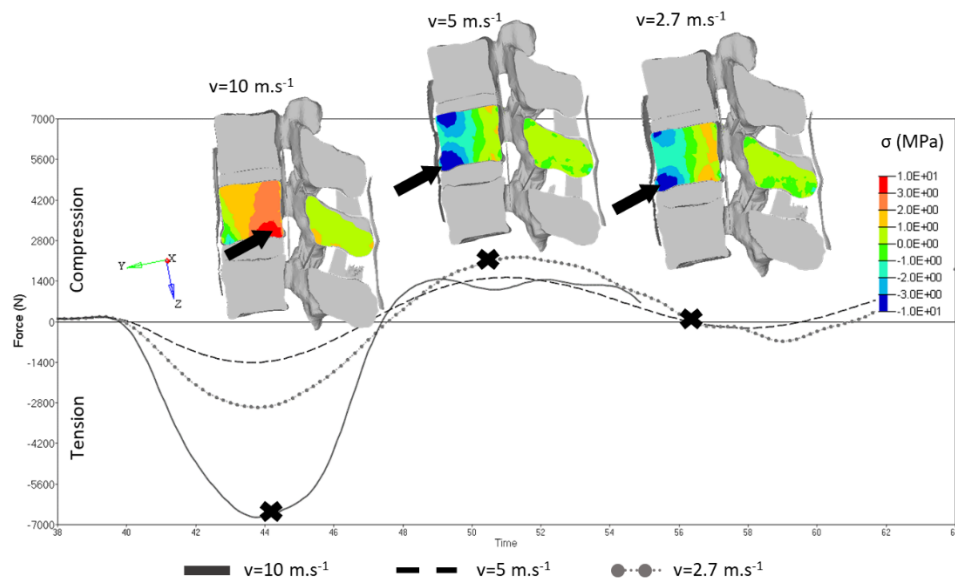 v=5 m.s⁻¹
v=2.7 m.s⁻¹
v=10 m.s⁻¹
σ (MPa)
1.0E+01
3.0E+00
2.0E+00
1.0E+00
0.0E+00
-1.0E+00
-2.0E+00
-3.0E+00
-1.0E+01
Y
X
Z
Force (N)
Compression
Tension
7000
5600
4200
2800
1400
0
-1400
-2800
-4200
-5600
-7000
38
40
42
44
46
48
50
52
54
56
58
60
62
Time
v=10 m.s⁻¹
v=5 m.s⁻¹
v=2.7 m.s⁻¹